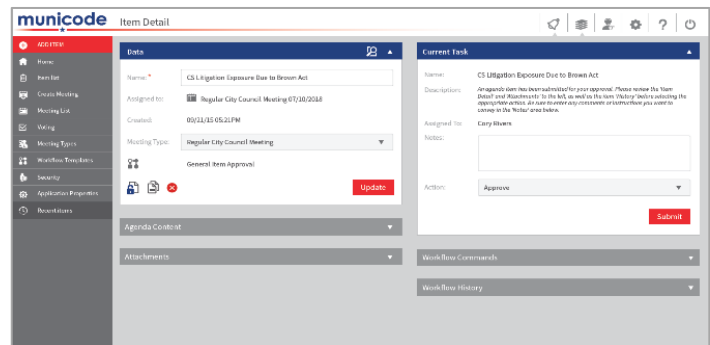 municode
Item Detail
?
ADD ITEM
Home
Item list
Create Meeting
Meeting List
Voting
Meeting Types
Workflow Templates
Security
Application Properties
Recent Items
Data
Name: *
CS Litigation Exposure Due to Brown Act
Assigned to:
Regular City Council Meeting 07/10/2018
Created:
09/11/15 05:21PM
Meeting Type:
Regular City Council Meeting
General Item Approval
Update
Agenda Content
Attachments
Current Task
Name:
CS Litigation Exposure Due to Brown Act
Description:
An agenda item has been submitted for your approval. Please review the 'Item
Detail' and 'Attachments' to the left, as well as the item 'History' before selecting the
appropriate action. Be sure to enter any comments or instructions you want to
convey in the 'Notes' area below.
Assigned To:
Cory Rivers
Notes:
Action:
Approve
Submit
Workflow Commands
Workflow History